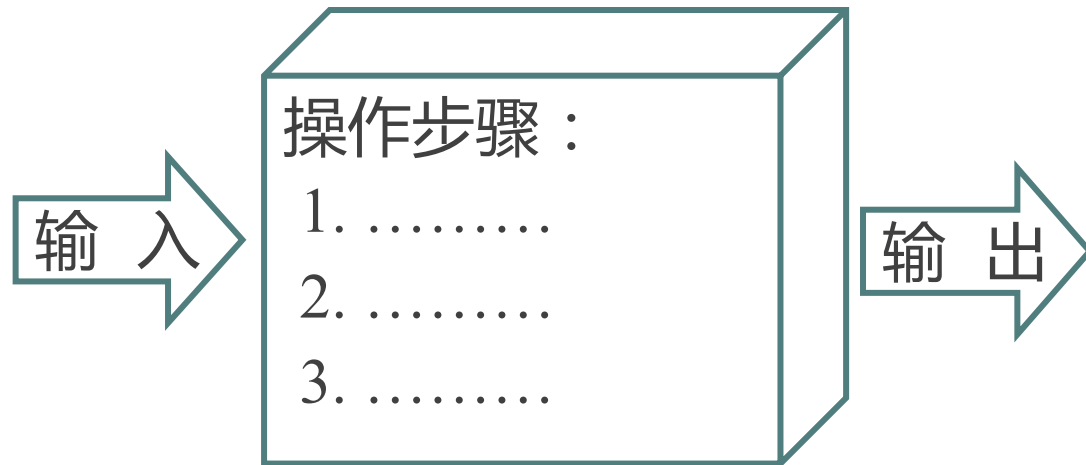 操作步骤：
1. ………
2. ………
3. ………
输 入
输 出